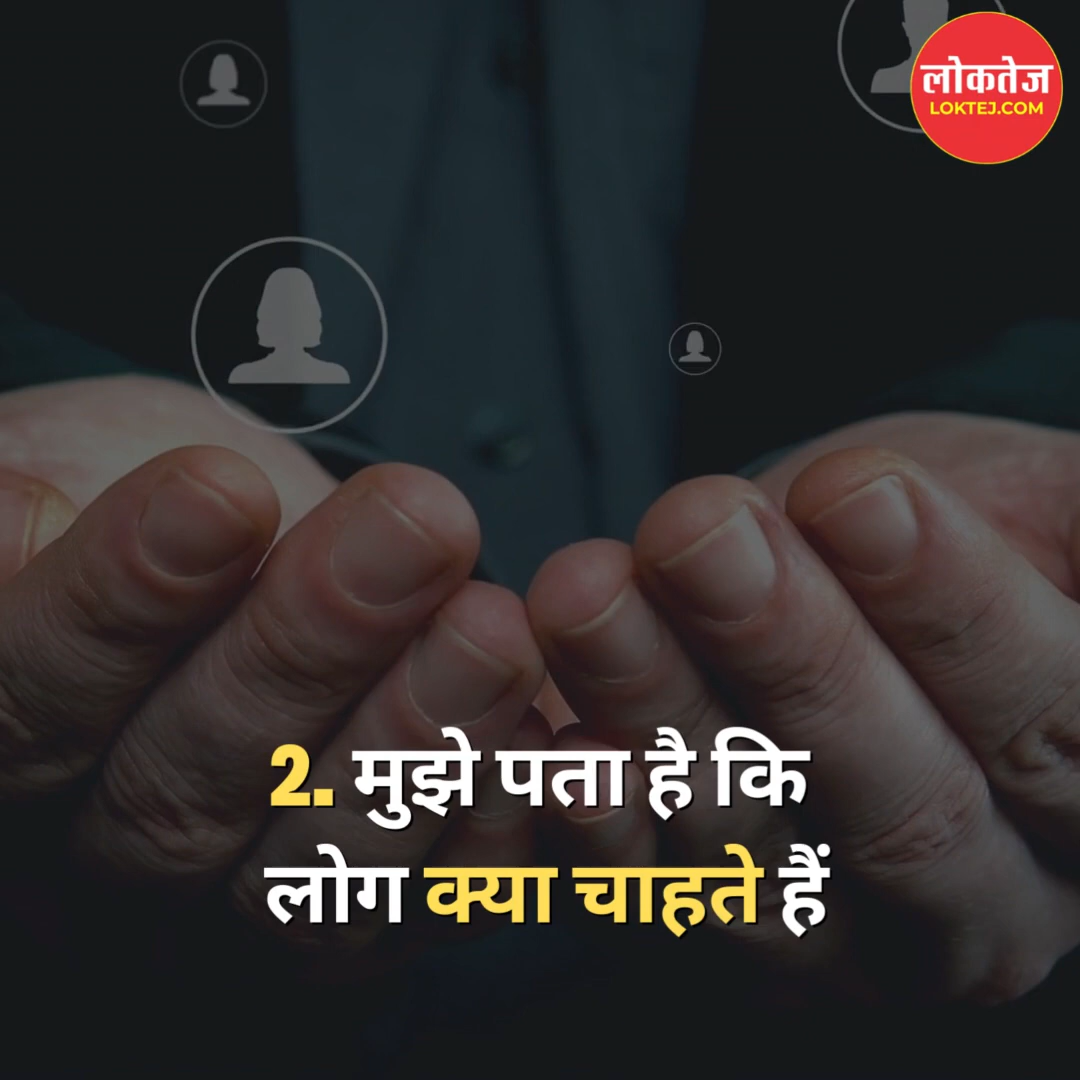 लोकतेज
LOKTEJ.COM
2. मुझे पता है कि
लोग क्या चाहते हैं